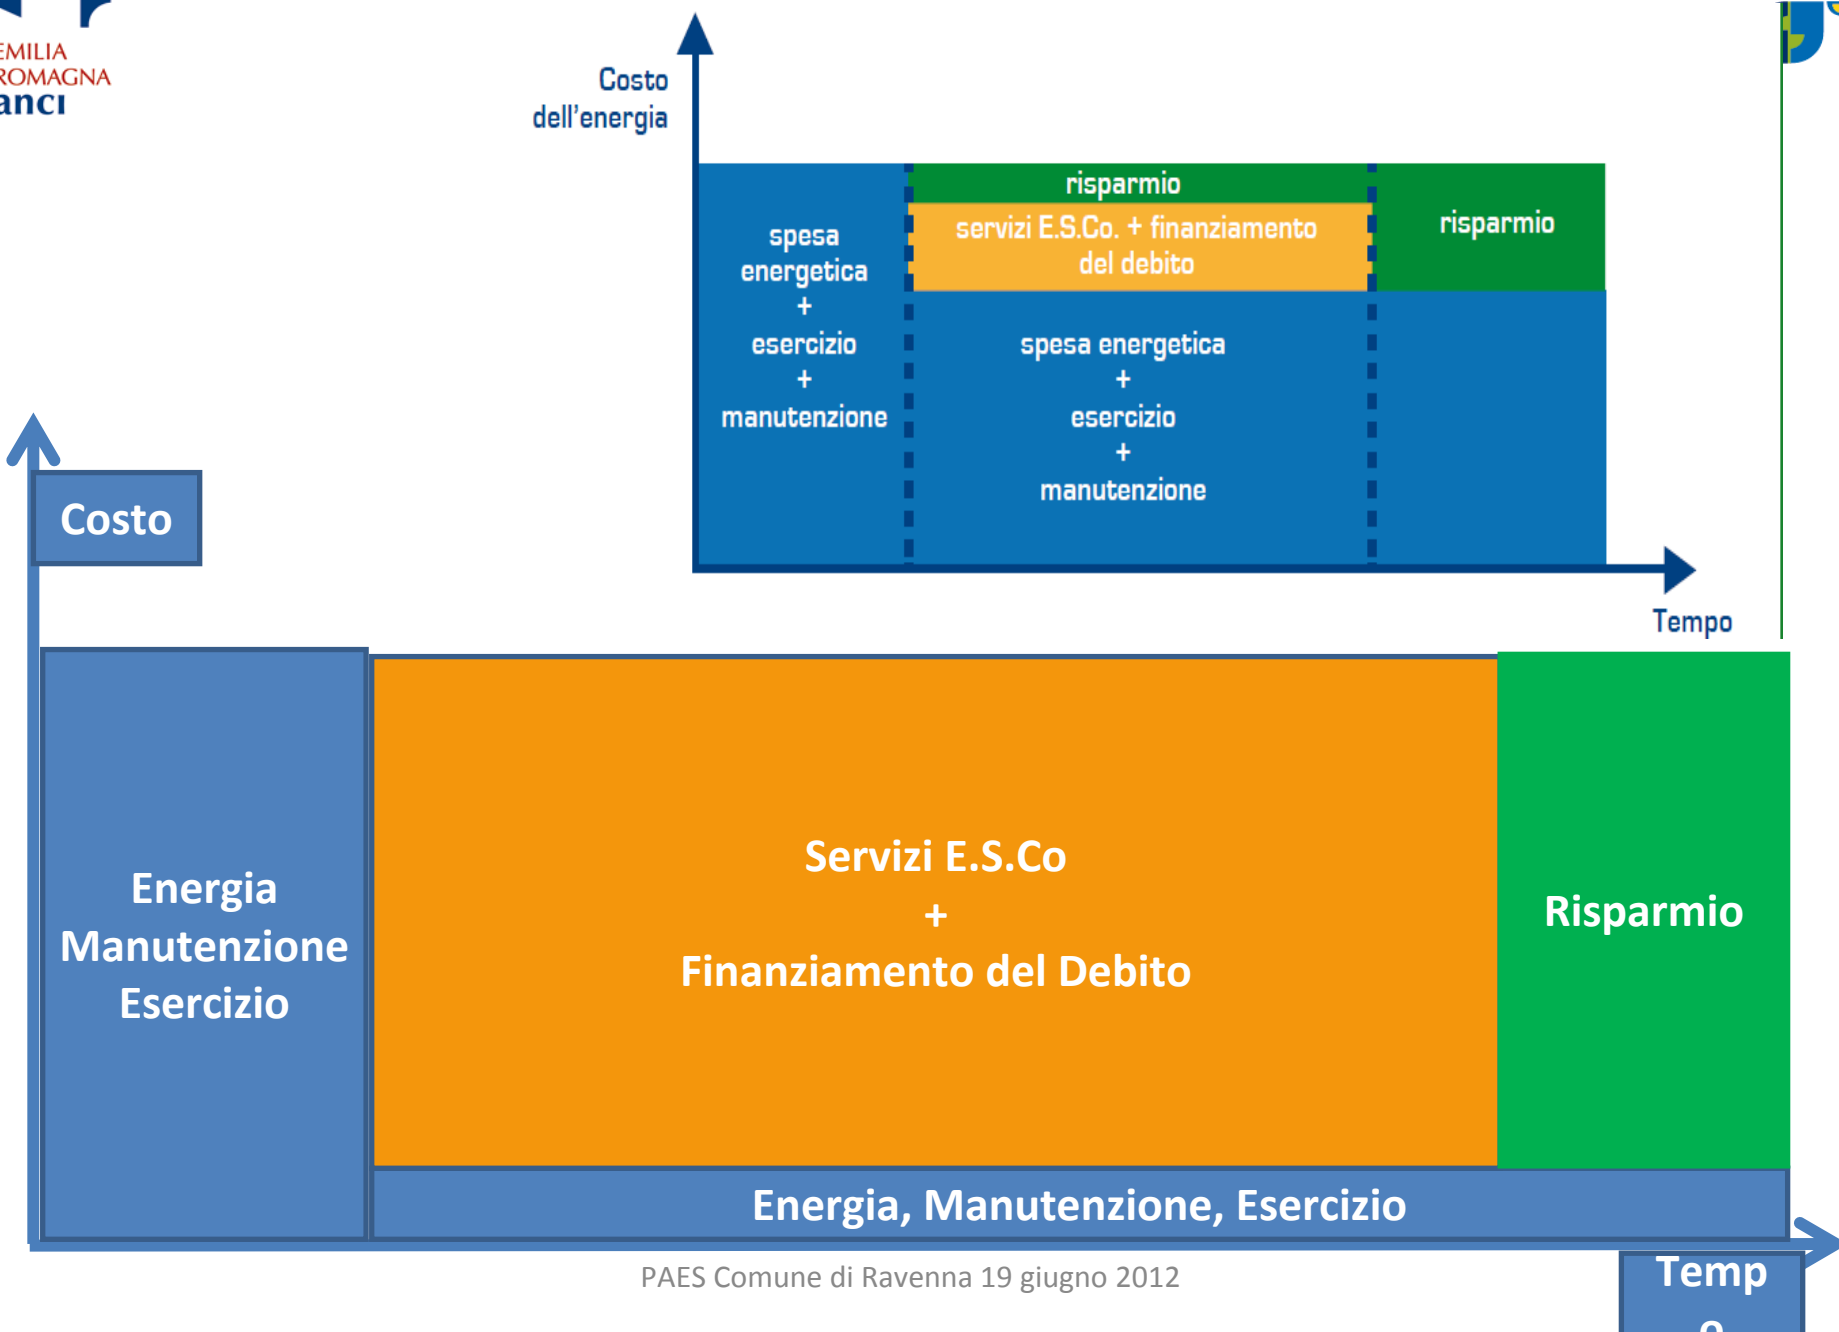 EMILIA
ROMAGNA
anci
Costo
dell'energia
risparmio
servizi E.S.Co. + finanziamento
del debito
risparmio
spesa
energetica
+
esercizio
+
manutenzione
spesa energetica
+
esercizio
+
manutenzione
Tempo
Costo
Energia
Manutenzione
Esercizio
Servizi E.S.Co
+
Finanziamento del Debito
Risparmio
Energia, Manutenzione, Esercizio
PAES Comune di Ravenna 19 giugno 2012
Temp
o